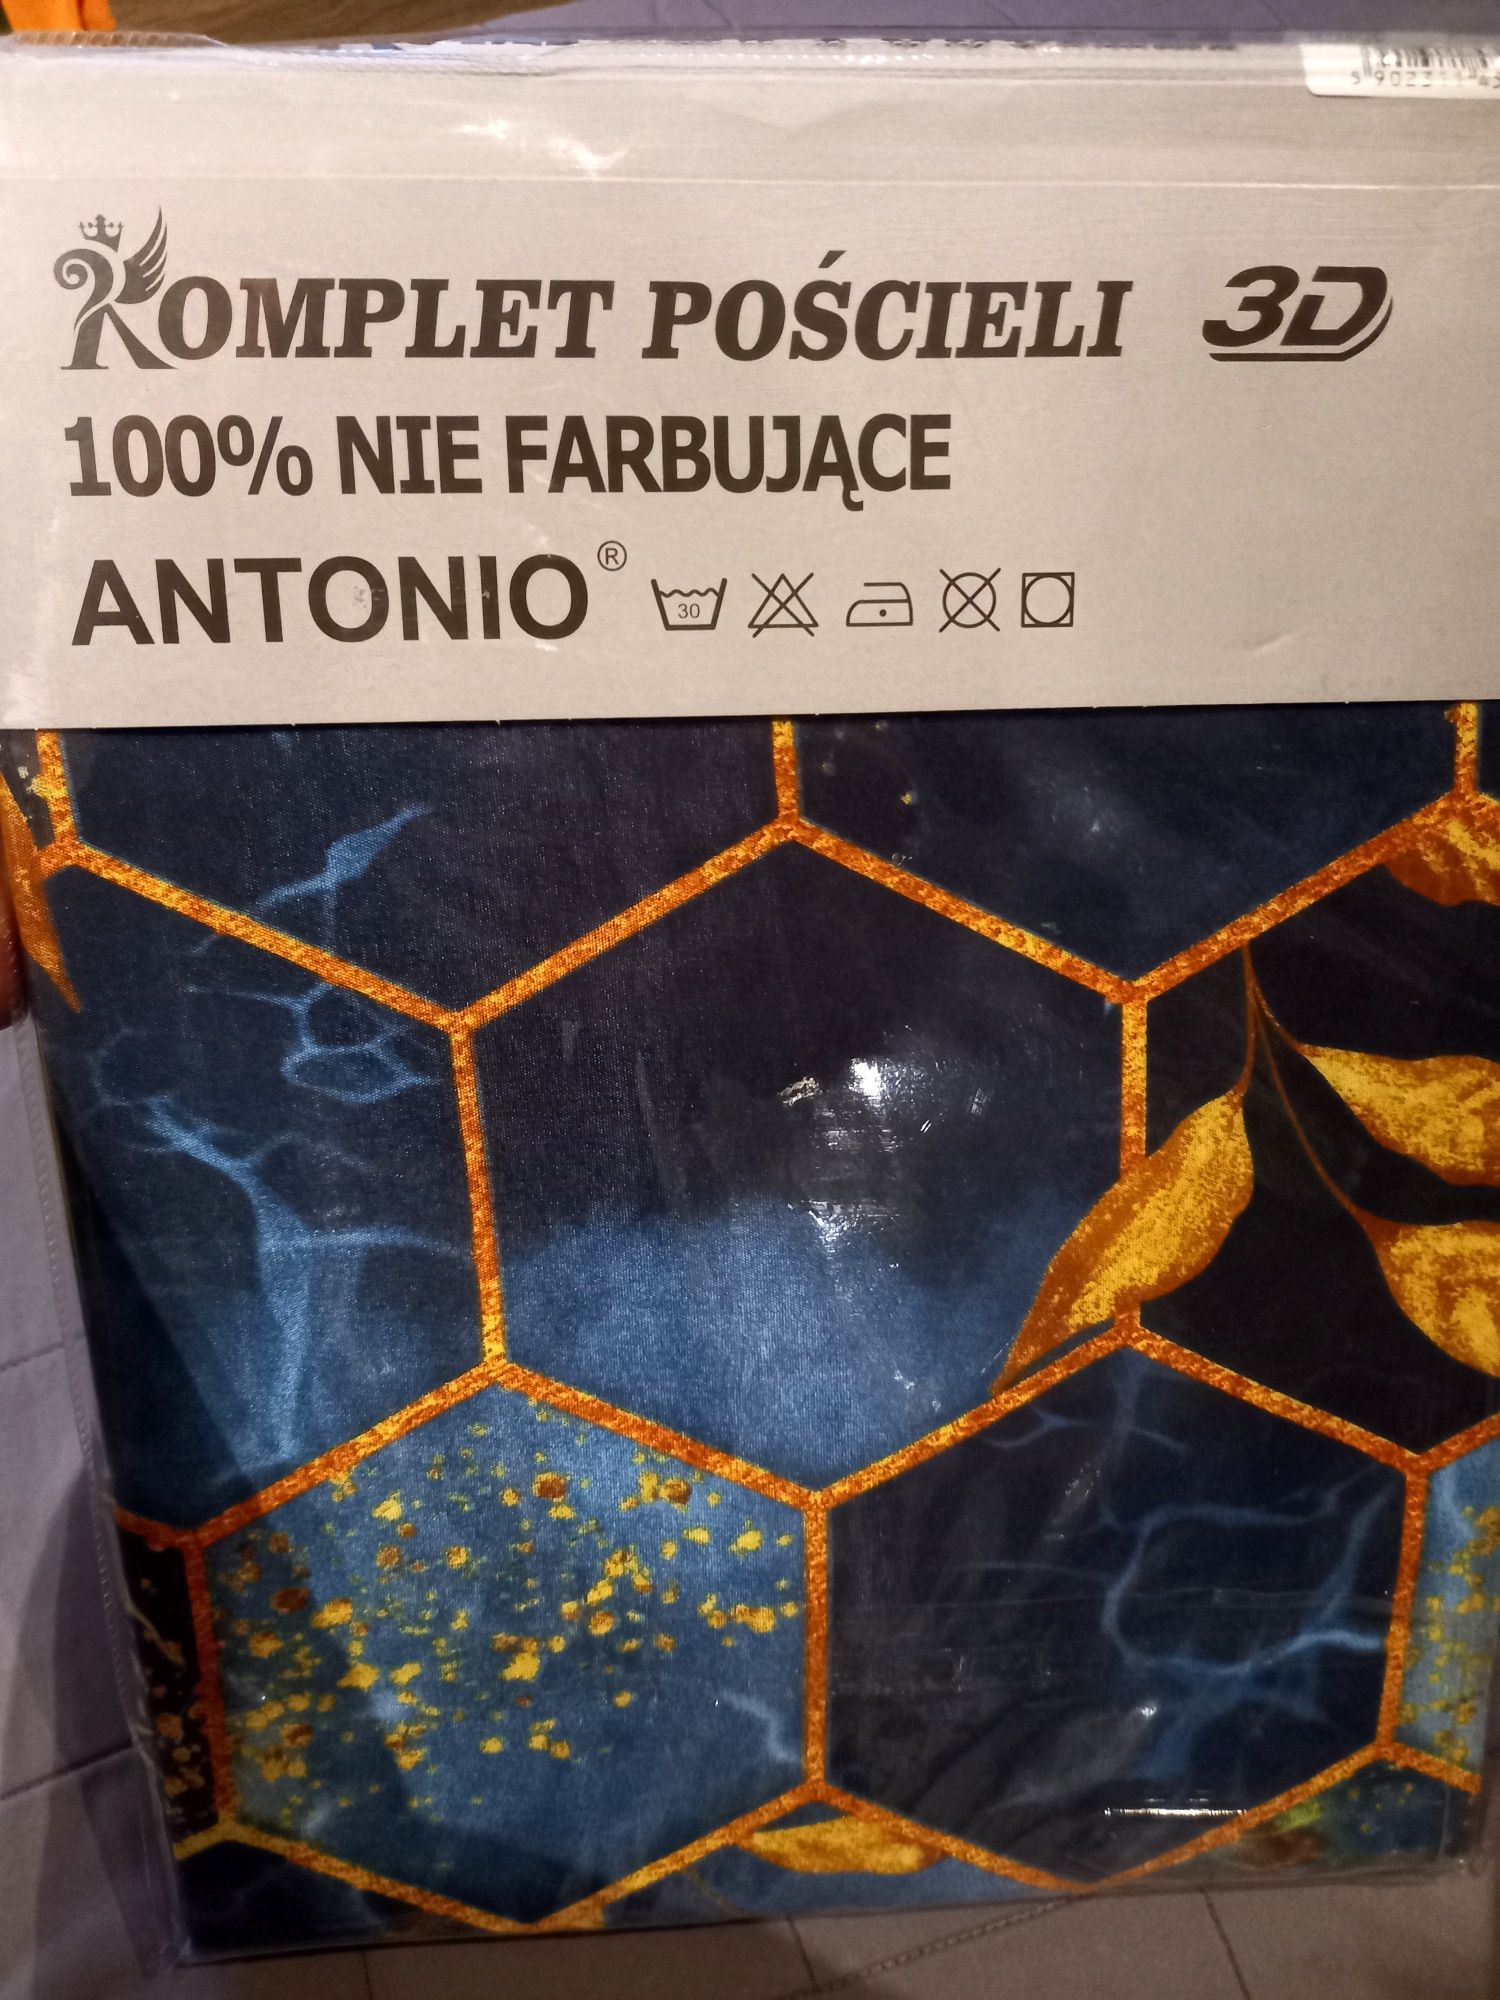 KOMPLET POŚCIELI 3D
100% NIE FARBUJĄCE
ANTONIO®
30